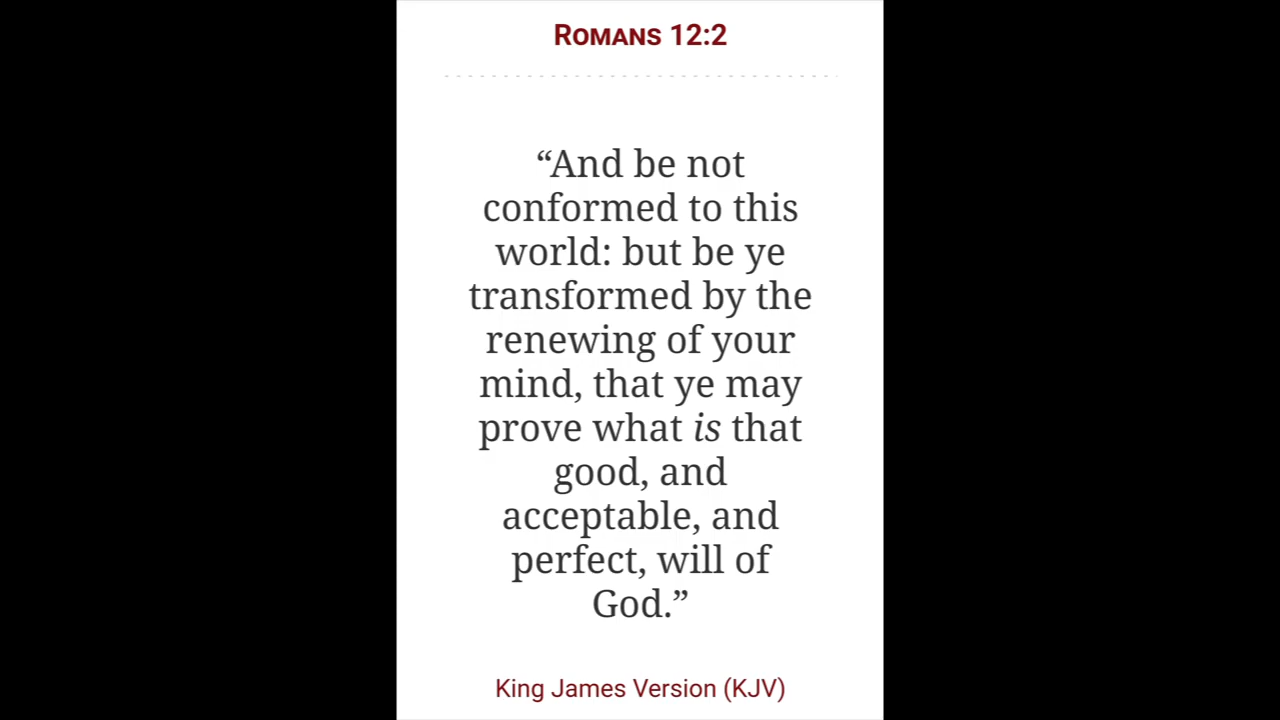 Romans 12:2
“And be not
conformed to this
world: but be ye
transformed by the
renewing of your
mind, that ye may
prove what is that
good, and
acceptable, and
perfect, will of
God.”
King James Version (KJV)